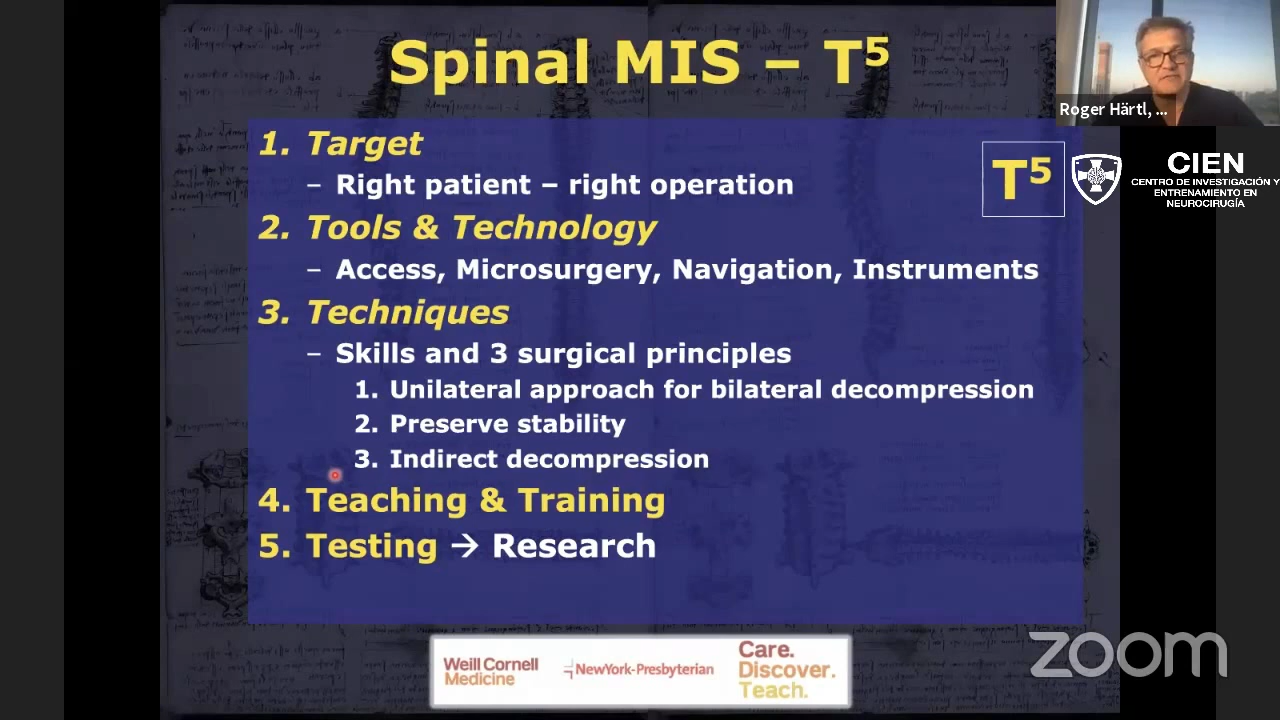 Spinal MIS – T⁵
1. Target
– Right patient – right operation
2. Tools & Technology
– Access, Microsurgery, Navigation, Instruments
3. Techniques
– Skills and 3 surgical principles
1. Unilateral approach for bilateral decompression
2. Preserve stability
3. Indirect decompression
4. Teaching & Training
5. Testing → Research
Roger Härtl, ...
T⁵
CIEN
CENTRO DE INVESTIGACIÓN Y
ENTRENAMIENTO EN
NEUROCIRUGÍA
Weill Cornell
Medicine
NewYork-Presbyterian
Care.
Discover.
Teach.
zoom